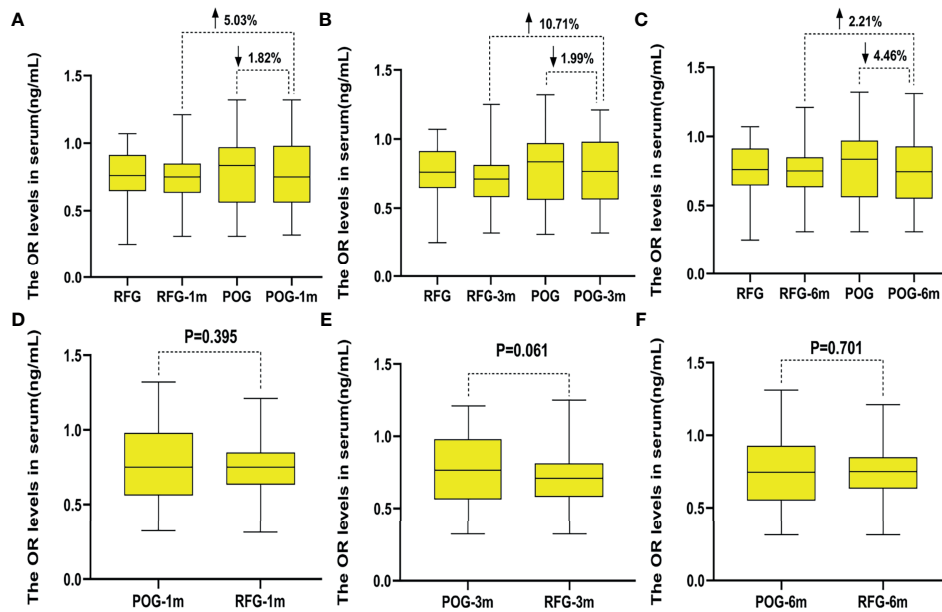 A
5.03%
1.82%
The OR levels in serum(ng/mL)
1.5
1.0
0.5
0.0
RFG RFG-1m POG POG-1m
B
10.71%
1.99%
The OR levels in serum(ng/mL)
1.5
1.0
0.5
0.0
RFG RFG-3m POG POG-3m
C
2.21%
4.46%
The OR levels in serum(ng/mL)
1.5
1.0
0.5
0.0
RFG RFG-6m POG POG-6m
D
P=0.395
The OR levels in serum(ng/mL)
1.5
1.0
0.5
0.0
POG-1m RFG-1m
E
P=0.061
The OR levels in serum(ng/mL)
1.5
1.0
0.5
0.0
POG-3m RFG-3m
F
P=0.701
The OR levels in serum(ng/mL)
1.5
1.0
0.5
0.0
POG-6m RFG-6m